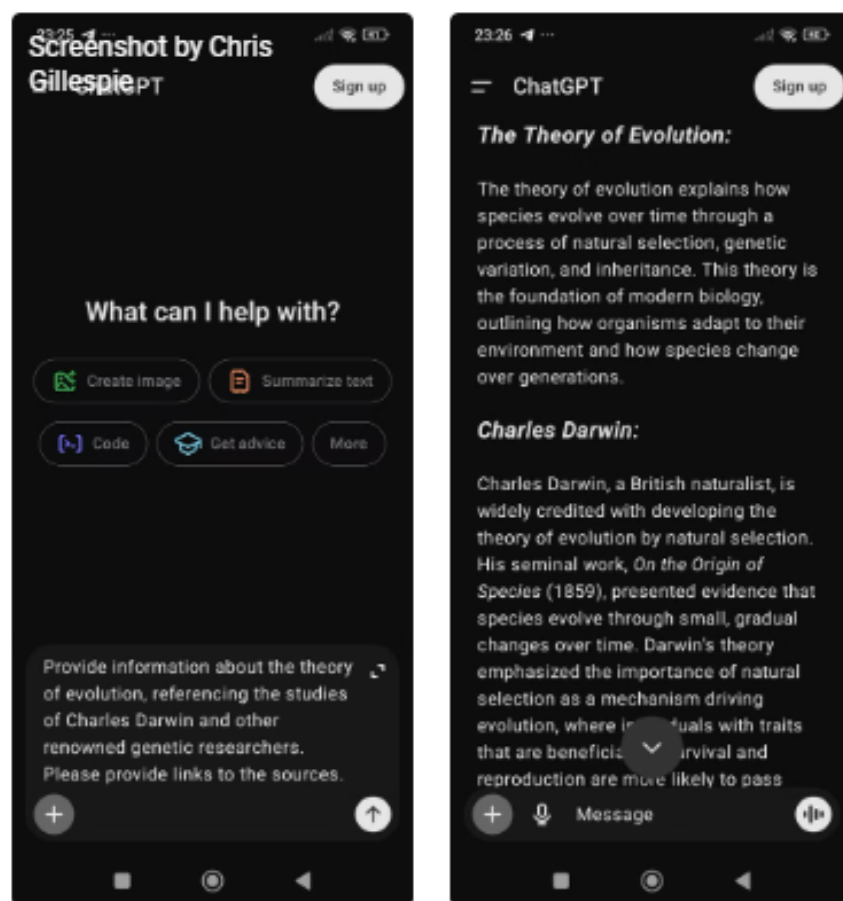 23:25
Screenshot by Chris
Gillespie
Sign up
What can I help with?
Create image
Summarize text
Code
Get advice
More
Provide information about the theory
of evolution, referencing the studies
of Charles Darwin and other
renowned genetic researchers.
Please provide links to the sources.
23:26
ChatGPT
Sign up
The Theory of Evolution:
The theory of evolution explains how
species evolve over time through a
process of natural selection, genetic
variation, and inheritance. This theory is
the foundation of modern biology,
outlining how organisms adapt to their
environment and how species change
over generations.
Charles Darwin:
Charles Darwin, a British naturalist, is
widely credited with developing the
theory of evolution by natural selection.
His seminal work, On the Origin of
Species (1859), presented evidence that
species evolve through small, gradual
changes over time. Darwin's theory
emphasized the importance of natural
selection as a mechanism driving
evolution, where with traits
that are and
reproduction are more likely to pass
Message